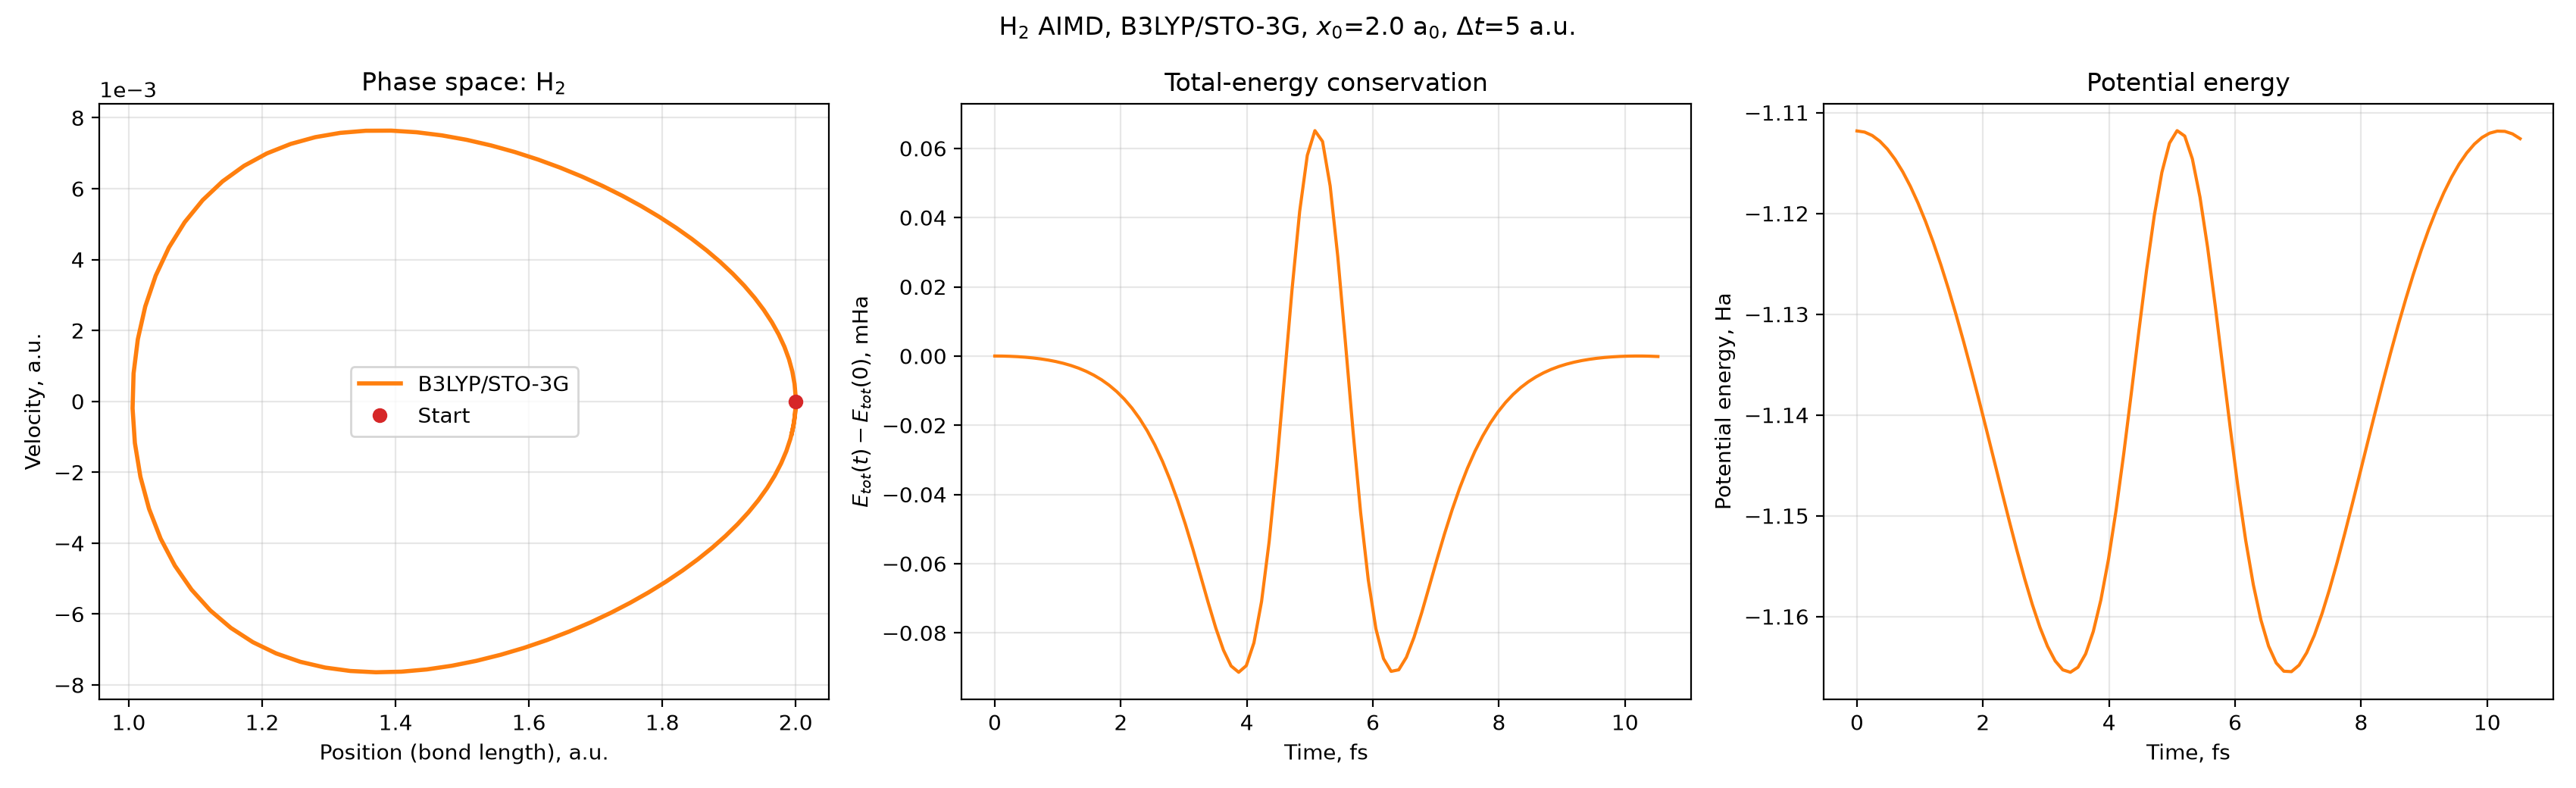 H₂ AIMD, B3LYP/STO-3G, x₀=2.0 a₀, Δt=5 a.u.
Phase space: H₂
1e−3
8
6
4
2
0
−2
−4
−6
−8
Velocity, a.u.
B3LYP/STO-3G
Start
1.0 1.2 1.4 1.6 1.8 2.0
Position (bond length), a.u.
Total-energy conservation
0.06
0.04
0.02
0.00
−0.02
−0.04
−0.06
−0.08
E_tot(t) − E_tot(0), mHa
0 2 4 6 8 10
Time, fs
Potential energy
−1.11
−1.12
−1.13
−1.14
−1.15
−1.16
Potential energy, Ha
0 2 4 6 8 10
Time, fs